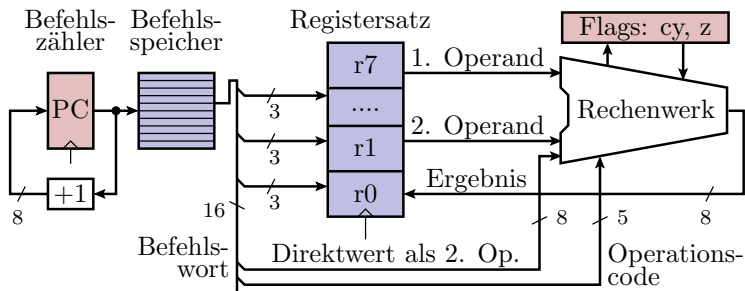 Befehls-
zähler
Befehls-
speicher
Registersatz
Flags: cy, z
PC
+1
8
r7
....
r1
r0
3
3
3
16
1. Operand
2. Operand
Ergebnis
Rechenwerk
8
5
8
Befehls-
wort
Direktwert als 2. Op.
Operations-
code